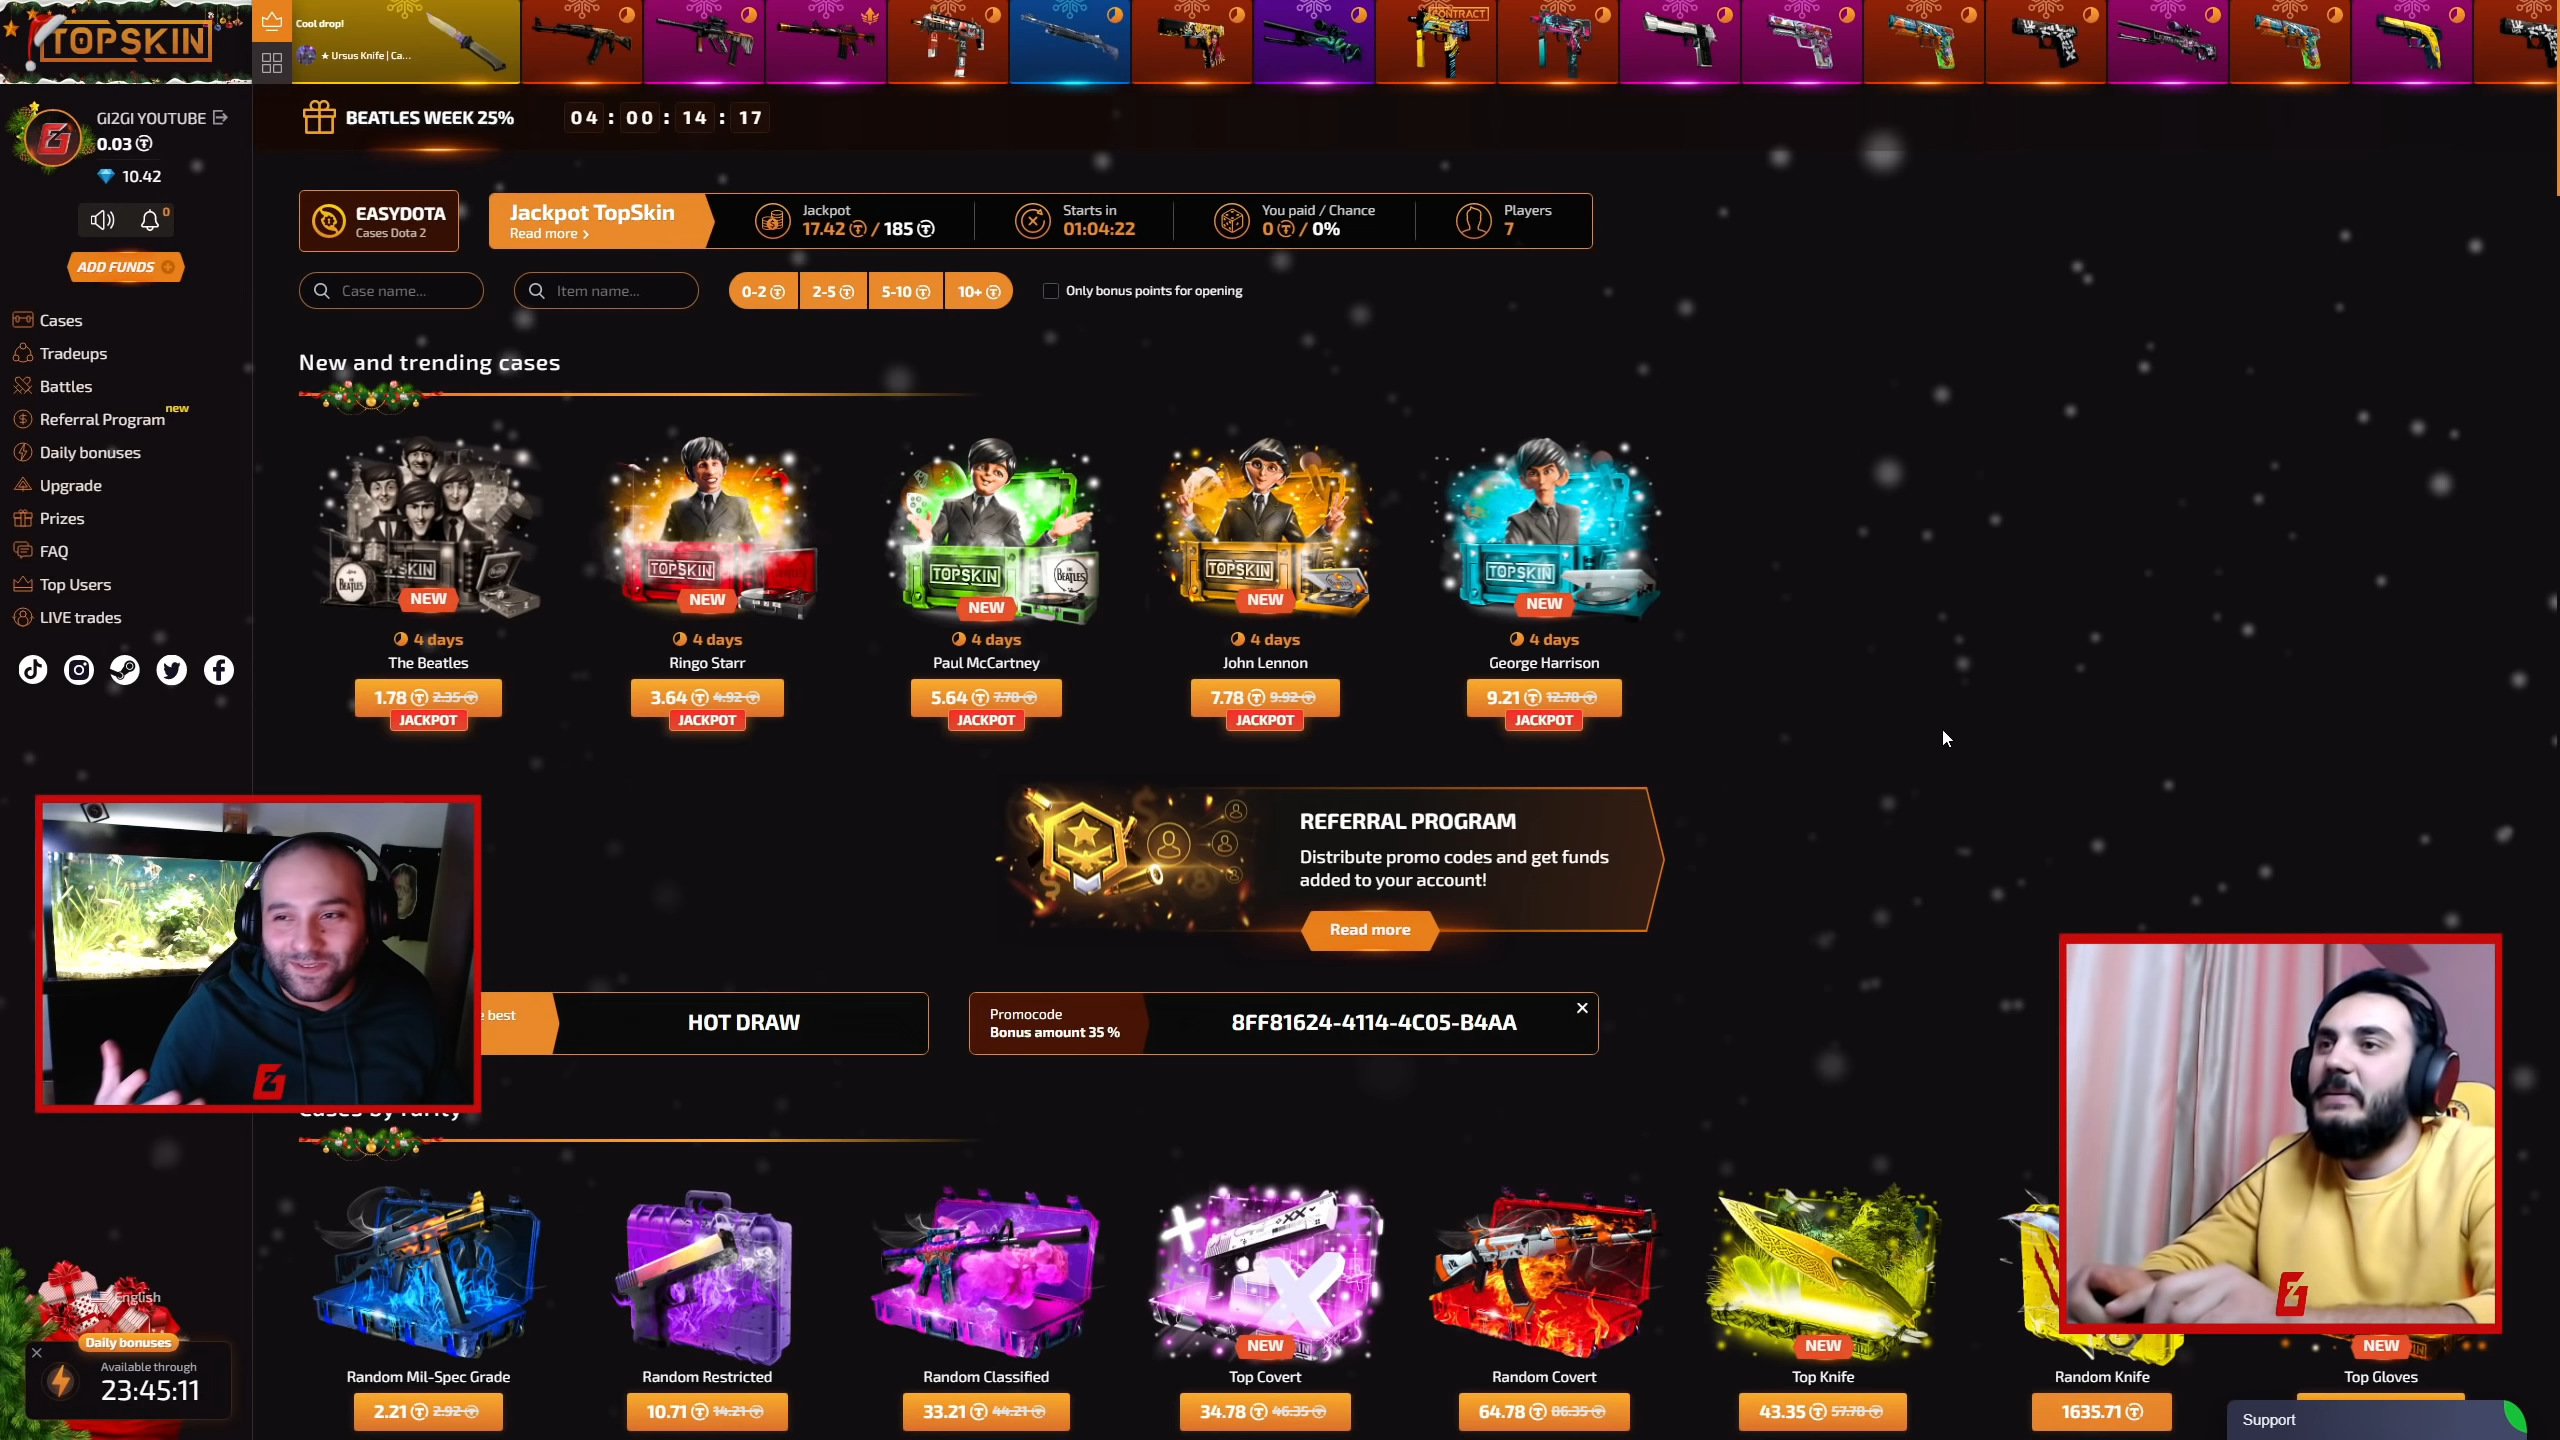 TOPSKIN
Cool drop!
★ Ursus Knife | Ca...
CONTRACT
GI2GI YOUTUBE
0.03
10.42
0
ADD FUNDS
BEATLES WEEK 25%
04 : 00 : 14 : 17
EASYDOTA
Cases Dota 2
Jackpot TopSkin
Read more ›
Jackpot
17.42 / 185
Starts in
01:04:22
You paid / Chance
0 / 0%
Players
7
Case name...
Item name...
0-2
2-5
5-10
10+
Only bonus points for opening
Cases
Tradeups
Battles
Referral Program new
Daily bonuses
Upgrade
Prizes
FAQ
Top Users
LIVE trades
New and trending cases
BEATLES
SKIN
NEW
TOPSKIN
NEW
TOPSKIN
BEATLES
NEW
TOPSKIN
NEW
TOPSKIN
NEW
4 days
The Beatles
1.78 2.35
JACKPOT
4 days
Ringo Starr
3.64 4.92
JACKPOT
4 days
Paul McCartney
5.64 7.78
JACKPOT
4 days
John Lennon
7.78 9.92
JACKPOT
4 days
George Harrison
9.21 12.78
JACKPOT
REFERRAL PROGRAM
Distribute promo codes and get funds
added to your account!
Read more
best
HOT DRAW
Promocode
Bonus amount 35 %
8FF81624-4114-4C05-B4AA
Cases by rarity
NEW
NEW
NEW
Random Mil-Spec Grade
2.21 2.92
Random Restricted
10.71 14.21
Random Classified
33.21 44.21
Top Covert
34.78 46.35
Random Covert
64.78 86.35
Top Knife
43.35 57.78
Random Knife
1635.71
Top Gloves
English
Daily bonuses
Available through
23:45:11
Support